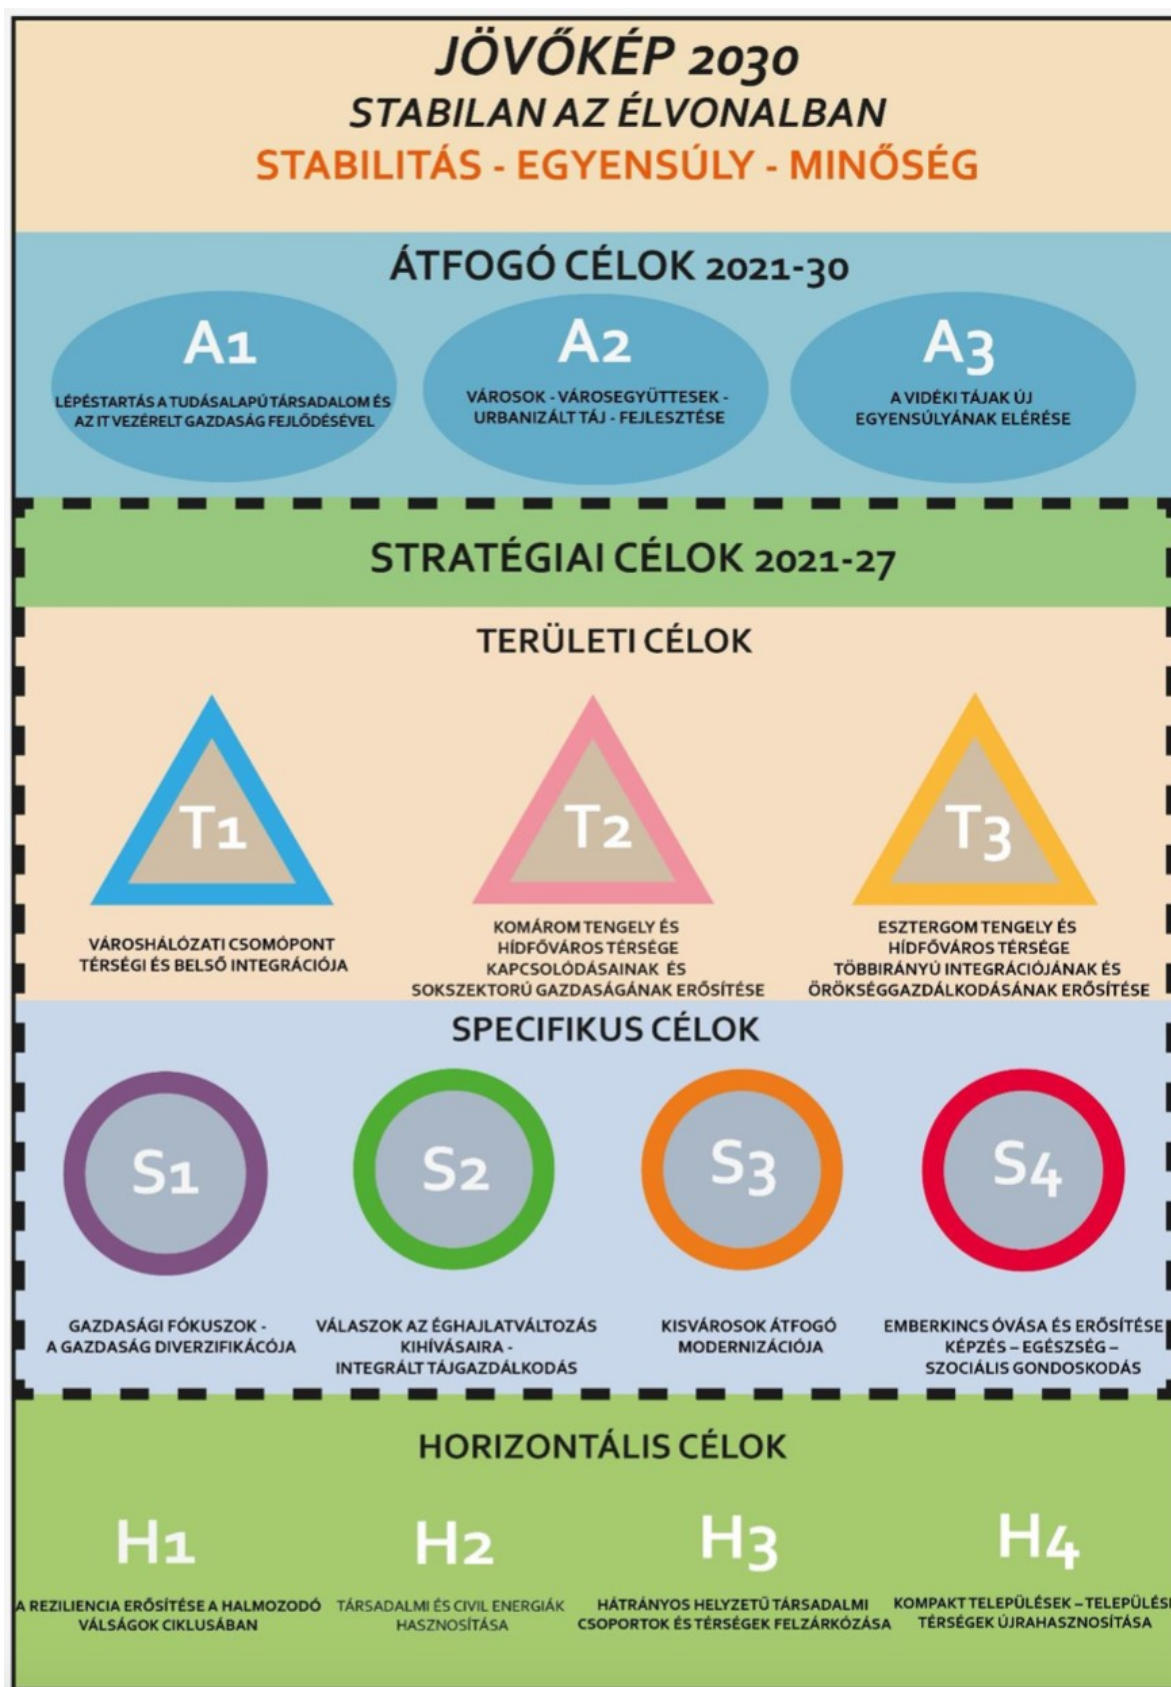 JÖVŐKÉP 2030
STABILAN AZ ÉLVONALBAN
STABILITÁS - EGYENSÚLY - MINŐSÉG
ÁTFOGÓ CÉLOK 2021-30
A1
LÉPÉSTARTÁS A TUDÁSALAPÚ TÁRSADALOM ÉS
AZ IT VEZÉRELT GAZDASÁG FEJLŐDÉSÉVEL
A2
VÁROSOK - VÁROSEGYÜTTESEK -
URBANIZÁLT TÁJ - FEJLESZTÉSE
A3
A VIDÉKI TÁJAK ÚJ
EGYENSÚLYÁNAK ELÉRÉSE
STRATÉGIAI CÉLOK 2021-27
TERÜLETI CÉLOK
T1
VÁROSHÁLÓZATI CSOMÓPONT
TÉRSÉGI ÉS BELSŐ INTEGRÁCIÓJA
T2
KOMÁROM TENGELY ÉS
HÍDFŐVÁROS TÉRSÉGE
KAPCSOLÓDÁSAINAK ÉS
SOKSZEKTORÚ GAZDASÁGÁNAK ERŐSÍTÉSE
T3
ESZTERGOM TENGELY ÉS
HÍDFŐVÁROS TÉRSÉGE
TÖBBIRÁNYÚ INTEGRÁCIÓJÁNAK ÉS
ÖRÖKSÉGGAZDÁLKODÁSÁNAK ERŐSÍTÉSE
SPECIFIKUS CÉLOK
S1
GAZDASÁGI FÓKUSZOK -
A GAZDASÁG DIVERZIFIKÁCÓJA
S2
VÁLASZOK AZ ÉGHAJLATVÁLTOZÁS
KIHÍVÁSAIRA -
INTEGRÁLT TÁJGAZDÁLKODÁS
S3
KISVÁROSOK ÁTFOGÓ
MODERNIZÁCIÓJA
S4
EMBERKINCS ÓVÁSA ÉS ERŐSÍTÉSE
KÉPZÉS – EGÉSZSÉG –
SZOCIÁLIS GONDOSKODÁS
HORIZONTÁLIS CÉLOK
H1
A REZILIENCIA ERŐSÍTÉSE A HALMOZODÓ
VÁLSÁGOK CIKLUSÁBAN
H2
TÁRSADALMI ÉS CIVIL ENERGIÁK
HASZNOSÍTÁSA
H3
HÁTRÁNYOS HELYZETŰ TÁRSADALMI
CSOPORTOK ÉS TÉRSÉGEK FELZÁRKÓZÁSA
H4
KOMPAKT TELEPÜLÉSEK – TELEPÜLÉSI
TÉRSÉGEK ÚJRAHASZNOSÍTÁSA